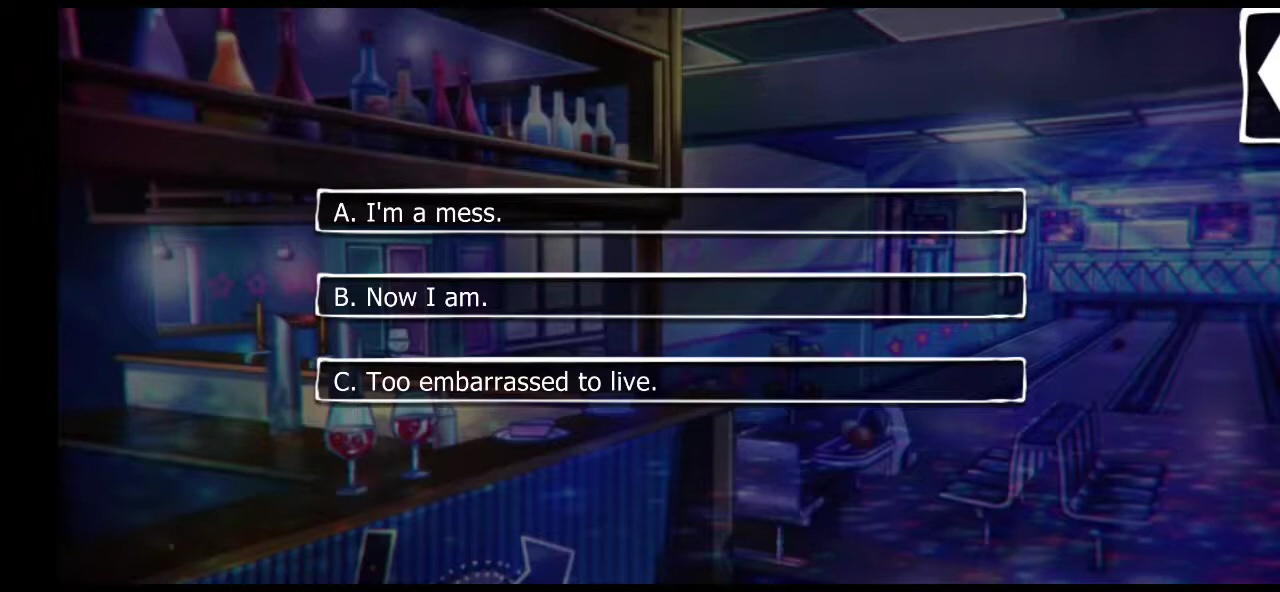 A. I'm a mess.
B. Now I am.
C. Too embarrassed to live.